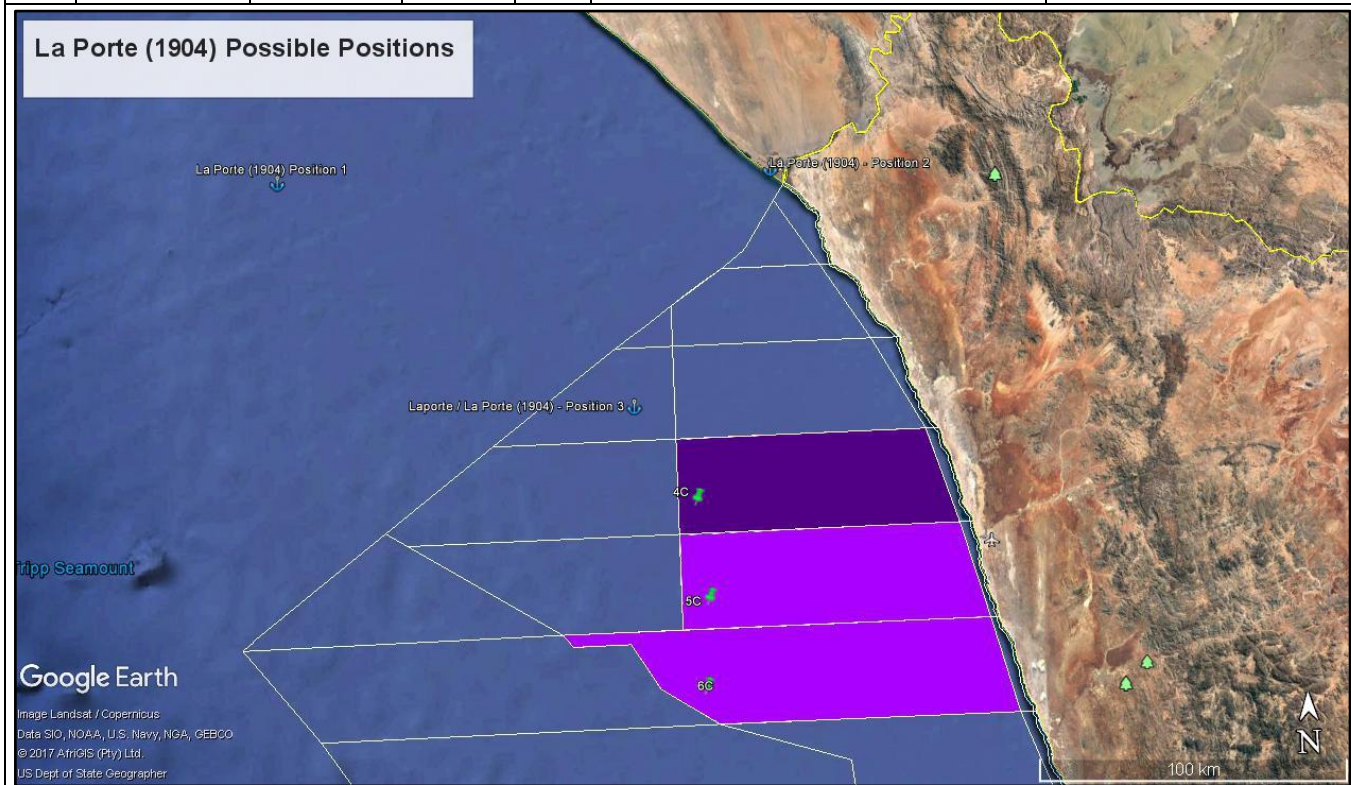 La Porte (1904) Possible Positions
La Porte (1904) Position 1
La Porte (1904) - Position 2
Laporte / La Porte (1904) - Position 3
4C
5C
Tripp Seamount
6C
Google Earth
Image Landsat / Copernicus
Data SIO, NOAA, U.S. Navy, NGA, GEBCO
© 2017 AfriGIS (Pty) Ltd.
US Dept of State Geographer
N
100 km